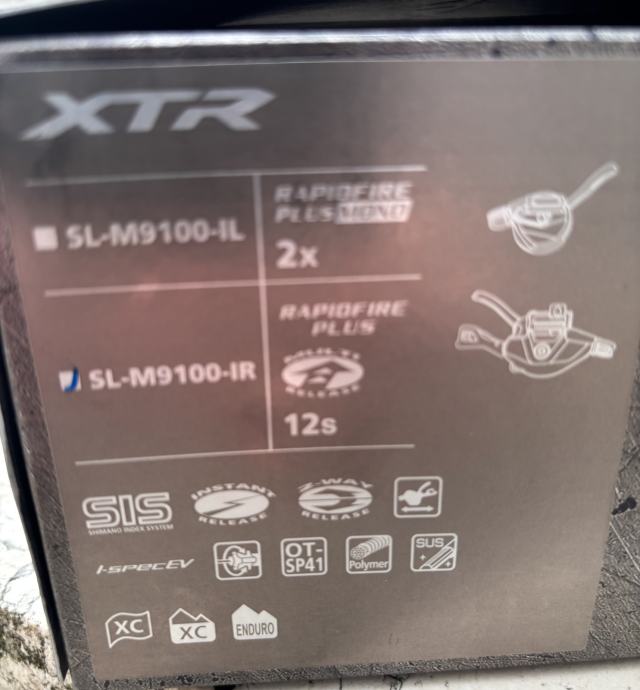 XTR
SL-M9100-IL
RAPIDFIRE
PLUS MONO
2x
RAPIDFIRE
PLUS
SL-M9100-IR
MULTI
RELEASE
12s
SIS
SHIMANO INDEX SYSTEM
INSTANT
RELEASE
2-WAY
RELEASE
I-SPEC EV
OT-
SP41
Polymer
SUS
XC
XC
ENDURO